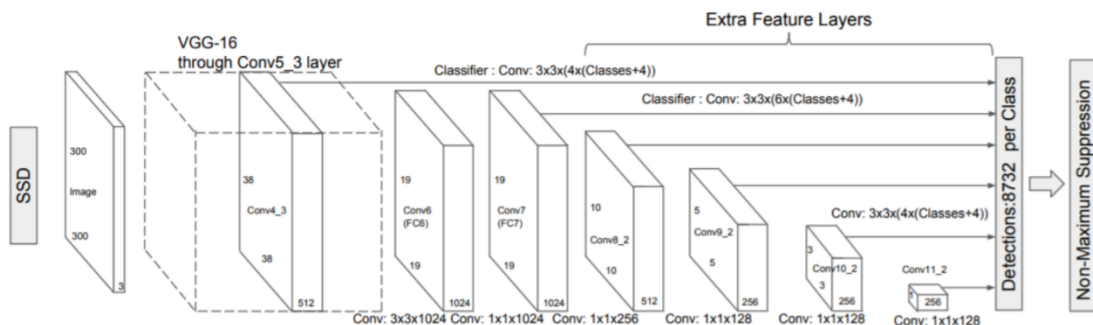 Extra Feature Layers
VGG-16
through Conv5_3 layer
Classifier : Conv: 3x3x(4x(Classes+4))
Classifier : Conv: 3x3x(6x(Classes+4))
SSD
300
Image
300
3
38
Conv4_3
38
512
19
Conv6
(FC6)
19
1024
19
Conv7
(FC7)
19
1024
10
Conv8_2
10
512
5
Conv9_2
5
256
Conv: 3x3x(4x(Classes+4))
3
Conv10_2
3
256
Conv11_2
1
256
Detections:8732 per Class
Non-Maximum Suppression
Conv: 3x3x1024
Conv: 1x1x1024
Conv: 1x1x256
Conv: 1x1x128
Conv: 1x1x128
Conv: 1x1x128